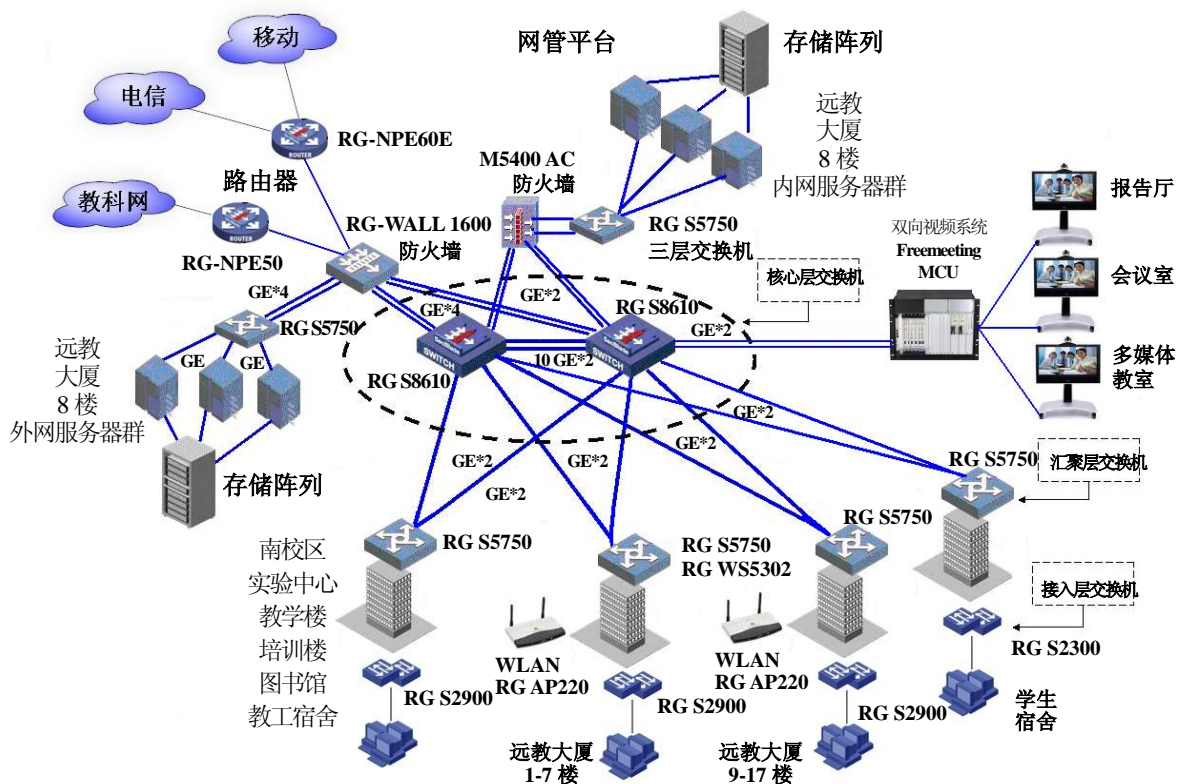 移动
电信
教科网
RG-NPE60E
路由器
RG-NPE50
RG-WALL 1600
防火墙
网管平台
存储阵列
远教
大厦
8 楼
内网服务器群
M5400 AC
防火墙
RG S5750
三层交换机
双向视频系统
Freemeeting
MCU
报告厅
会议室
多媒体
教室
核心层交换机
GE*4
RG S5750
GE
GE
远教
大厦
8 楼
外网服务器群
存储阵列
GE*2
GE*4
RG S8610
GE*2
10 GE*2
RG S8610
SWITCH
SWITCH
ROUTER
ROUTER
GE*2
GE*2
GE*2
GE*2
GE*2
RG S5750
汇聚层交换机
RG S5750
RG S5750
RG WS5302
RG S5750
接入层交换机
南校区
实验中心
教学楼
培训楼
图书馆
教工宿舍
WLAN
RG AP220
WLAN
RG AP220
RG S2300
RG S2900
RG S2900
RG S2900
学生
宿舍
远教大厦
1-7 楼
远教大厦
9-17 楼